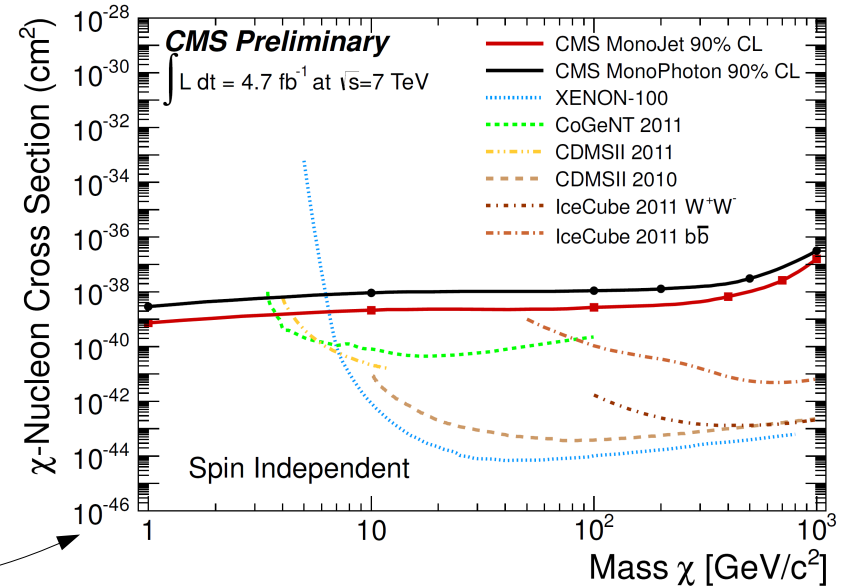 CMS Preliminary
∫ L dt = 4.7 fb⁻¹ at √s=7 TeV
CMS MonoJet 90% CL
CMS MonoPhoton 90% CL
XENON-100
CoGeNT 2011
CDMSII 2011
CDMSII 2010
IceCube 2011 W⁺W⁻
IceCube 2011 bb̅
χ-Nucleon Cross Section (cm²)
10⁻²⁸
10⁻³⁰
10⁻³²
10⁻³⁴
10⁻³⁶
10⁻³⁸
10⁻⁴⁰
10⁻⁴²
10⁻⁴⁴
10⁻⁴⁶
Spin Independent
1 10 10² 10³
Mass χ [GeV/c²]